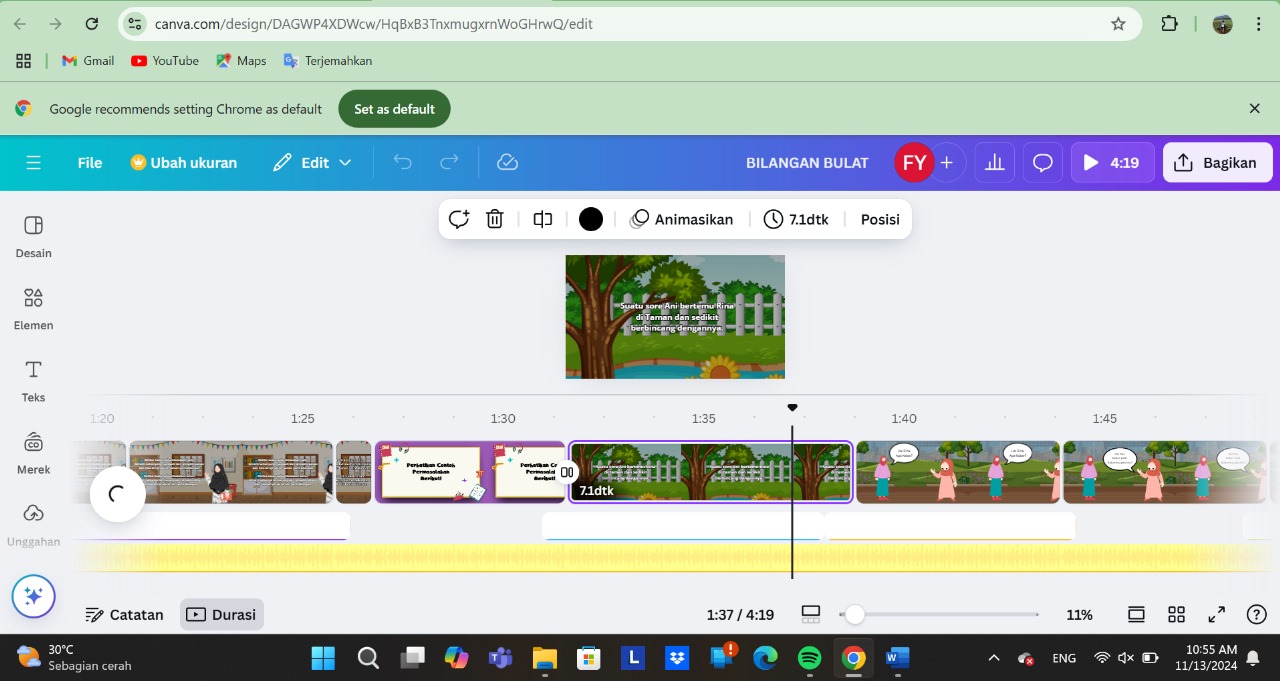 canva.com/design/DAGWP4XDWcw/HqBxB3TnxmugxrnWoGHrwQ/edit
Gmail YouTube Maps Terjemahkan
Google recommends setting Chrome as default Set as default
File Ubah ukuran Edit BILANGAN BULAT FY 4:19 Bagikan
Animasikan 7.1dtk Posisi
Desain
Elemen
Teks
Merek
Unggahan
Suatu sore Ani bertemu Rina
di Taman dan sedikit
berbincang dengannya.
1:20 1:25 1:30 1:35 1:40 1:45
Perhatikan Contoh
Permasalahan
Berikut!
7.1dtk
Catatan Durasi 1:37 / 4:19 11%
30°C
Sebagian cerah
ENG
10:55 AM
11/13/2024